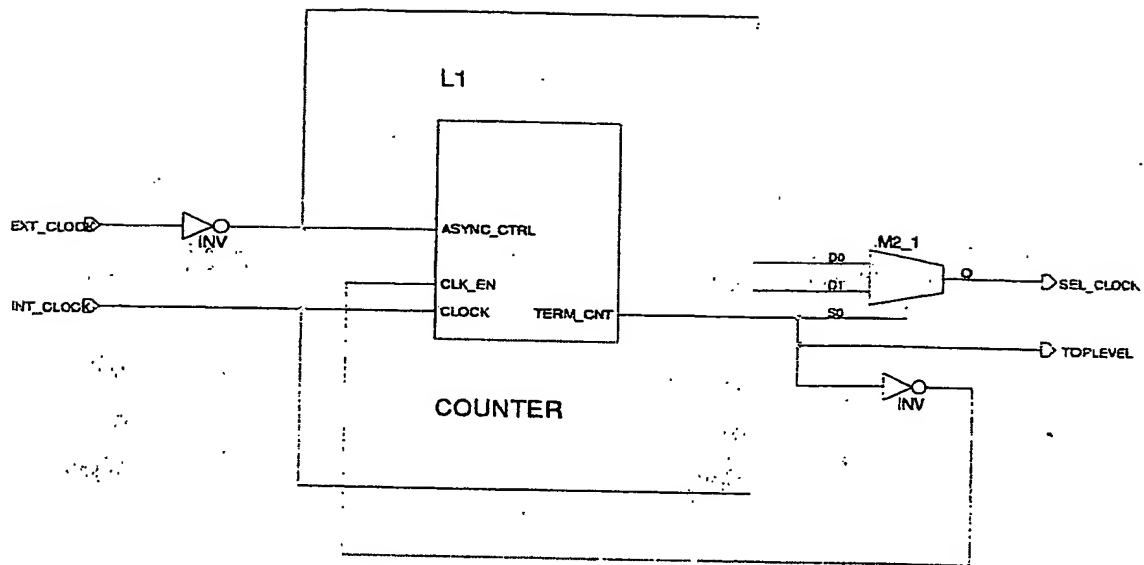 L1
EXT_CLOCK
INV
ASYNC_CTRL
CLK_EN
INT_CLOCK
CLOCK
TERM_CNT
M2_1
D0
D1
S0
O
SEL_CLOCK
TOPLEVEL
INV
COUNTER